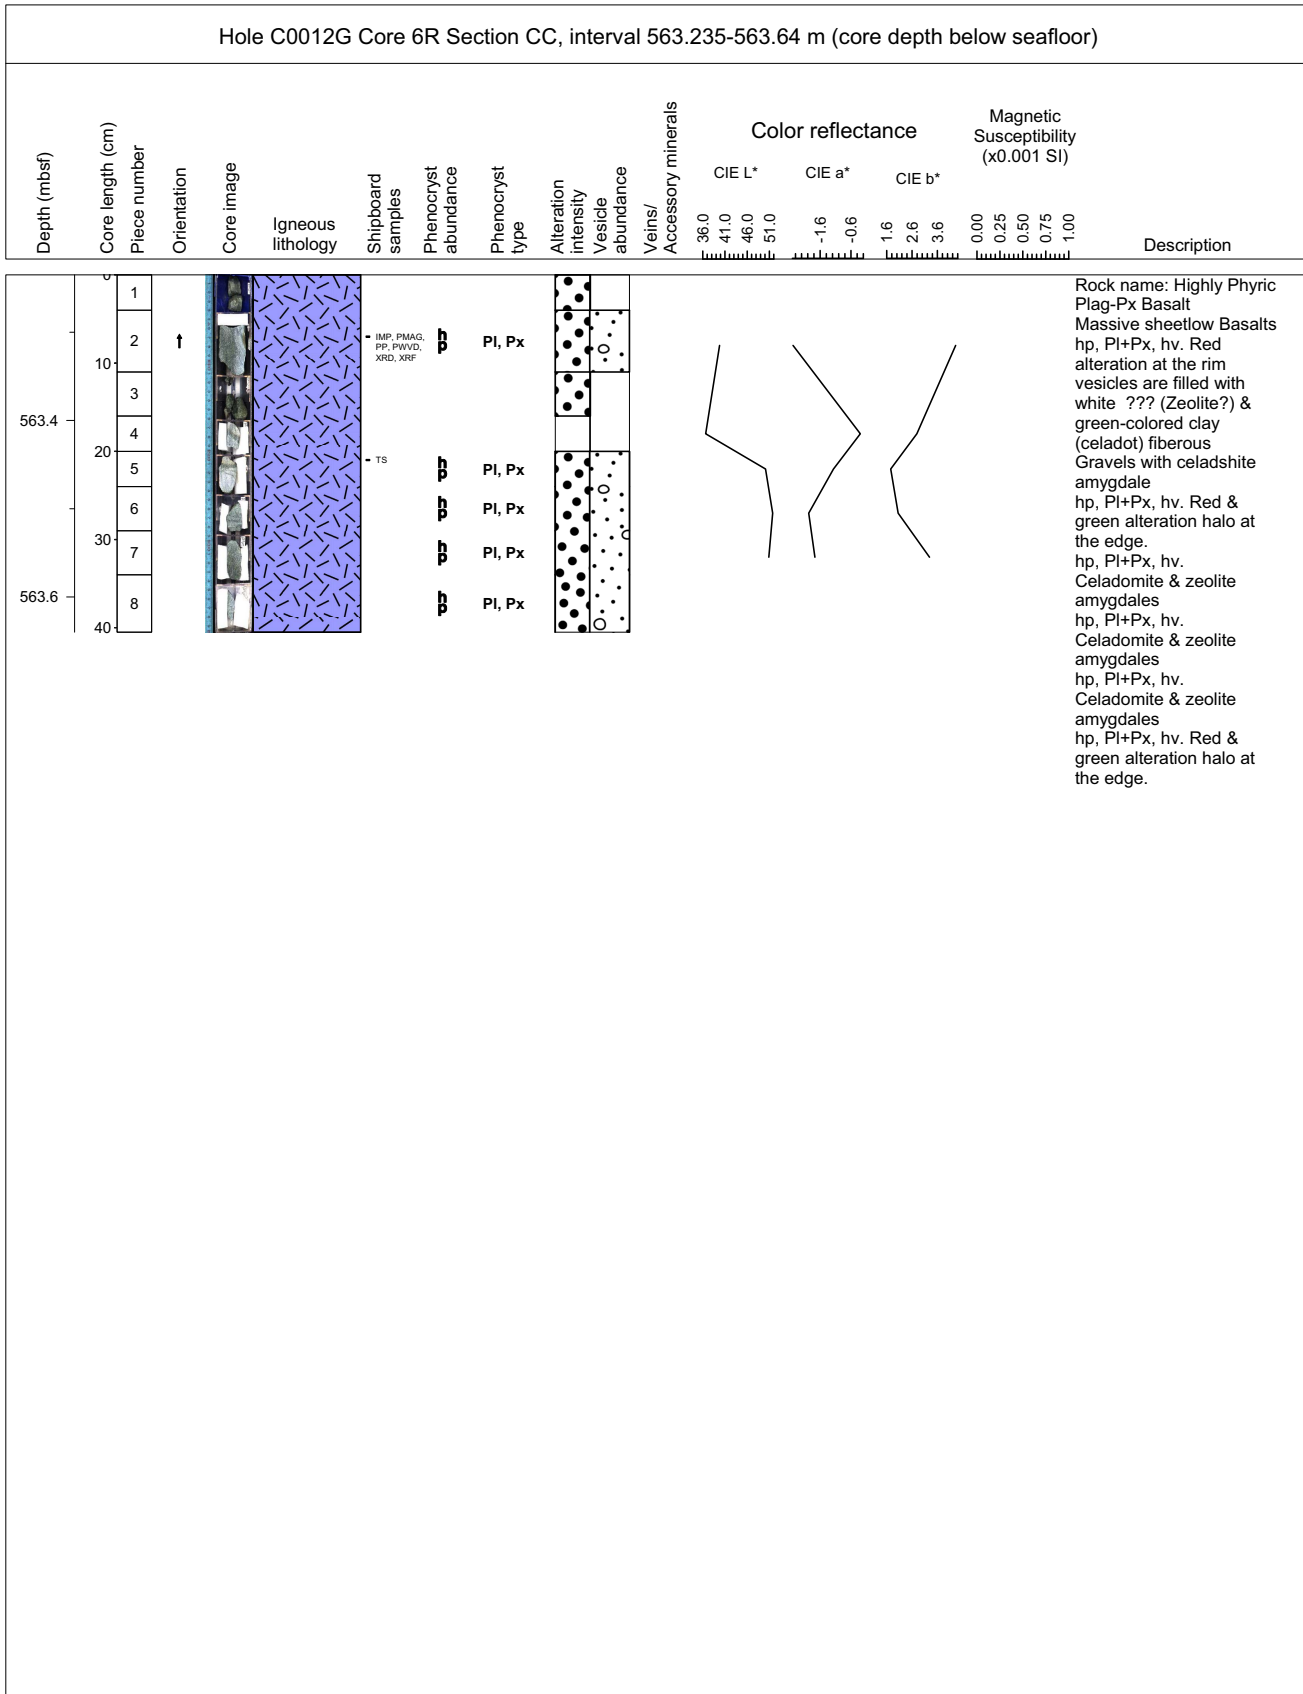 Hole C0012G Core 6R Section CC, interval 563.235-563.64 m (core depth below seafloor)
Depth (mbsf)
Core length (cm)
Piece number
Orientation
Core image
Igneous
lithology
Shipboard
samples
Phenocryst
abundance
Phenocryst
type
Alteration
intensity
Vesicle
abundance
Veins/
Accessory minerals
Color reflectance
CIE L*
CIE a*
CIE b*
36.0 41.0 46.0 51.0
-1.6 -0.6
1.6 2.6 3.6
Magnetic
Susceptibility
(x0.001 SI)
0.00 0.25 0.50 0.75 1.00
Description
563.4
563.6
0
10
20
30
40
1
2
3
4
5
6
7
8
IMP, PMAG,
PP, PWVD,
XRD, XRF
TS
hp
hp
hp
hp
hp
Pl, Px
Pl, Px
Pl, Px
Pl, Px
Pl, Px
Rock name: Highly Phyric
Plag-Px Basalt
Massive sheetlow Basalts
hp, Pl+Px, hv. Red
alteration at the rim
vesicles are filled with
white ??? (Zeolite?) &
green-colored clay
(celadot) fiberous
Gravels with celadshite
amygdale
hp, Pl+Px, hv. Red &
green alteration halo at
the edge.
hp, Pl+Px, hv.
Celadomite & zeolite
amygdales
hp, Pl+Px, hv.
Celadomite & zeolite
amygdales
hp, Pl+Px, hv.
Celadomite & zeolite
amygdales
hp, Pl+Px, hv. Red &
green alteration halo at
the edge.